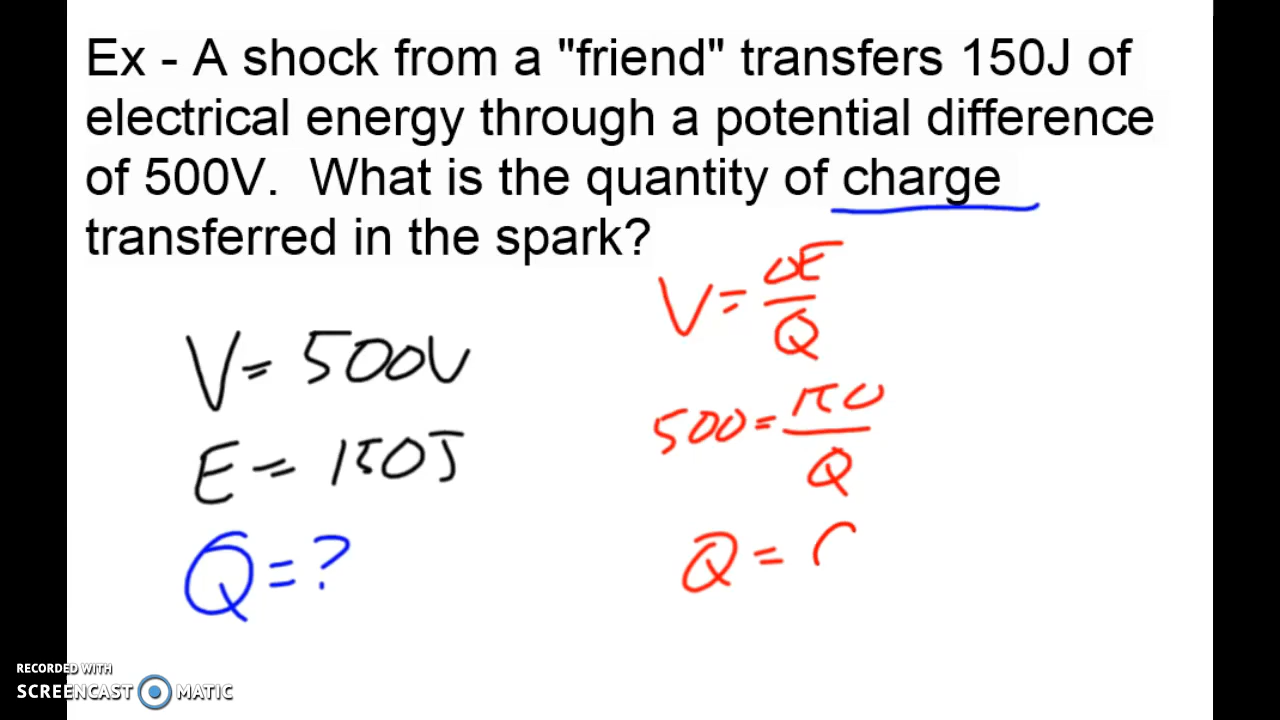 Ex - A shock from a "friend" transfers 150J of
electrical energy through a potential difference
of 500V. What is the quantity of charge
transferred in the spark?
V = ΔE/Q
V = 500V
500 = 150/Q
E = 150J
Q = ?
Q = 0
RECORDED WITH
SCREENCAST MATIC